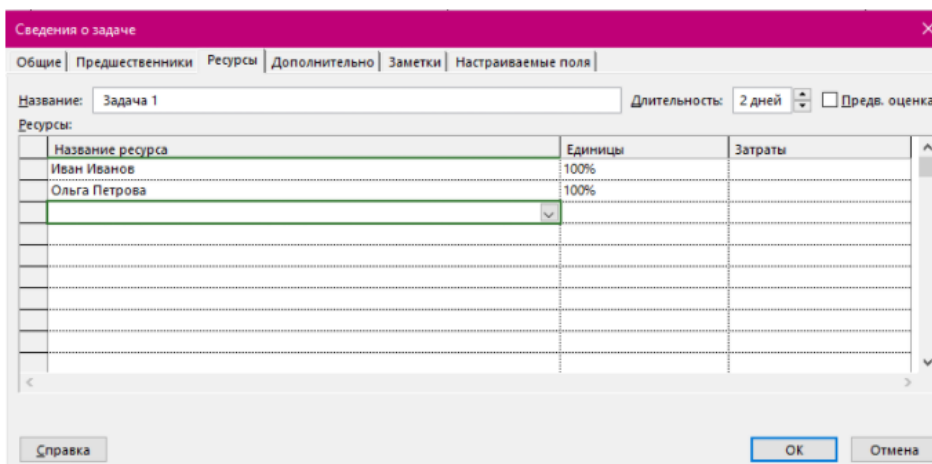 Сведения о задаче
Общие Предшественники Ресурсы Дополнительно Заметки Настраиваемые поля
Название: Задача 1 Длительность: 2 дней Предв. оценка
Ресурсы:
Название ресурса Единицы Затраты
Иван Иванов 100%
Ольга Петрова 100%
Справка ОК Отмена